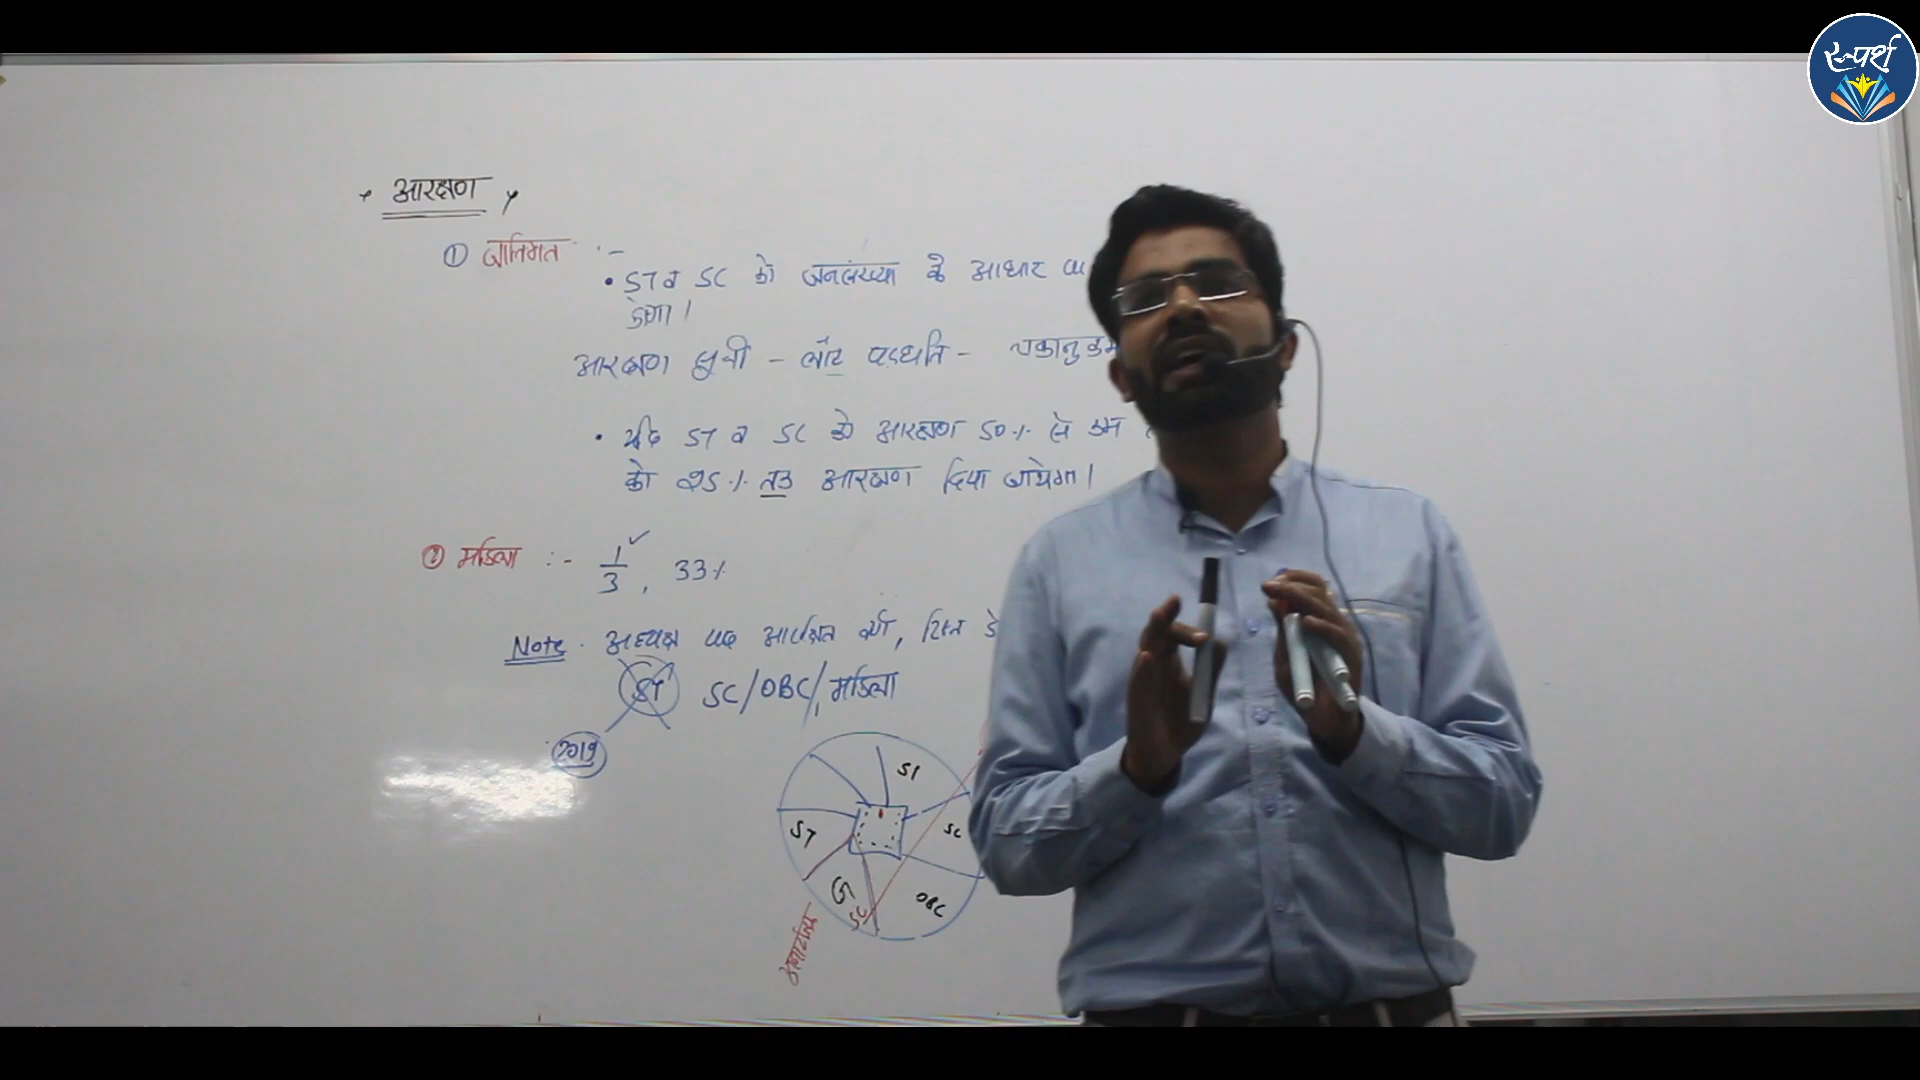 स्पर्श
आरक्षण
① जातिगत :-
• ST व SC को जनसंख्या के आधार पर
होगा।
आरक्षण सूची - लॉट पद्धति - चक्रानुक्रम
• यदि ST व SC को आरक्षण 50% से कम
को 25% तक आरक्षण दिया जायेगा।
② महिला :- 1/3, 33%
Note. अध्यक्ष पद आरक्षित
ST SC/OBC/महिला
2019
ST
ST
SC
G
SC
OBC